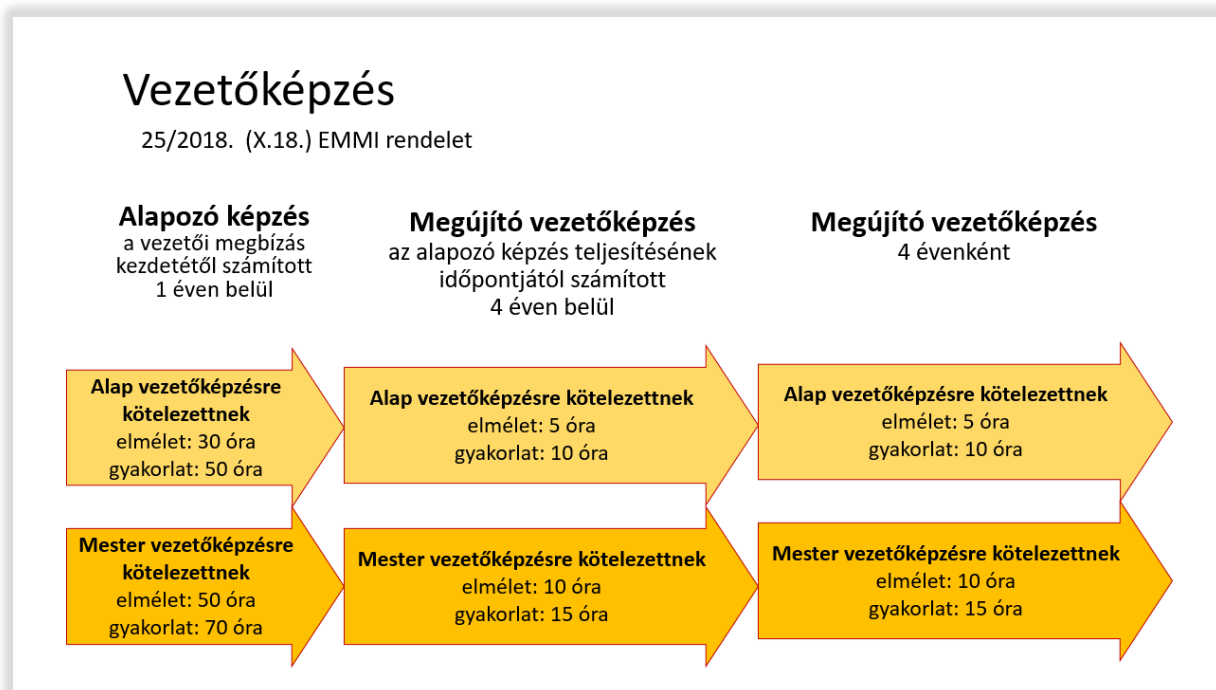 Vezetőképzés
25/2018.  (X.18.) EMMI rendelet
Alapozó képzés
a vezetői megbízás
kezdetétől számított
1 éven belül
Megújító vezetőképzés
az alapozó képzés teljesítésének
időpontjától számított
4 éven belül
Megújító vezetőképzés
4 évenként
Alap vezetőképzésre
kötelezettnek
elmélet: 30 óra
gyakorlat: 50 óra
Alap vezetőképzésre kötelezettnek
elmélet: 5 óra
gyakorlat: 10 óra
Alap vezetőképzésre kötelezettnek
elmélet: 5 óra
gyakorlat: 10 óra
Mester vezetőképzésre
kötelezettnek
elmélet: 50 óra
gyakorlat: 70 óra
Mester vezetőképzésre kötelezettnek
elmélet: 10 óra
gyakorlat: 15 óra
Mester vezetőképzésre kötelezettnek
elmélet: 10 óra
gyakorlat: 15 óra